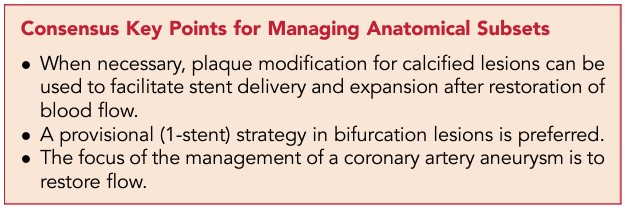 Consensus Key Points for Managing Anatomical Subsets
● When necessary, plaque modification for calcified lesions can be
used to facilitate stent delivery and expansion after restoration of
blood flow.
● A provisional (1-stent) strategy in bifurcation lesions is preferred.
● The focus of the management of a coronary artery aneurysm is to
restore flow.